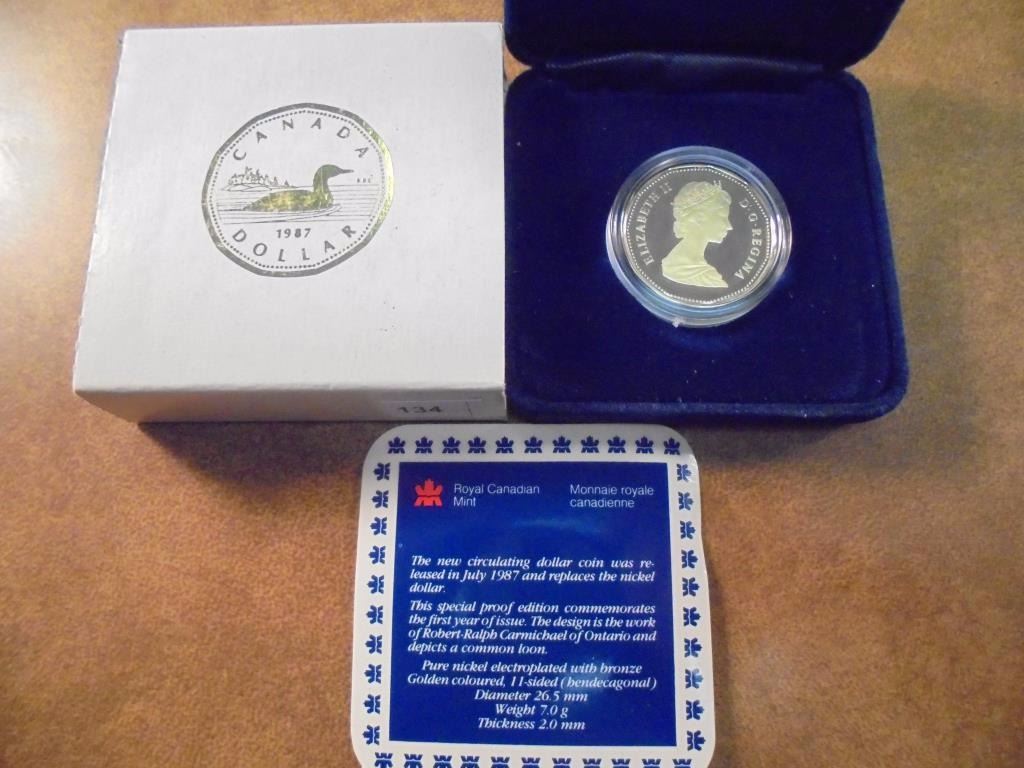 CANADA
1987
DOLLAR
134
ELIZABETH II
D·G·REGINA
Royal Canadian
Mint
Monnaie royale
canadienne
The new circulating dollar coin was re-
leased in July 1987 and replaces the nickel
dollar.
This special proof edition commemorates
the first year of issue. The design is the work
of Robert-Ralph Carmichael of Ontario and
depicts a common loon.
Pure nickel electroplated with bronze
Golden coloured, 11-sided (hendecagonal)
Diameter 26.5 mm
Weight 7.0 g
Thickness 2.0 mm